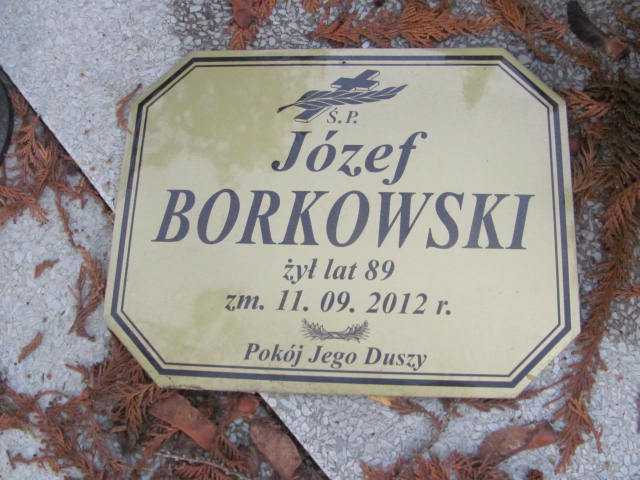 Ś.P.
Józef
BORKOWSKI
żył lat 89
zm. 11. 09. 2012 r.
Pokój Jego Duszy